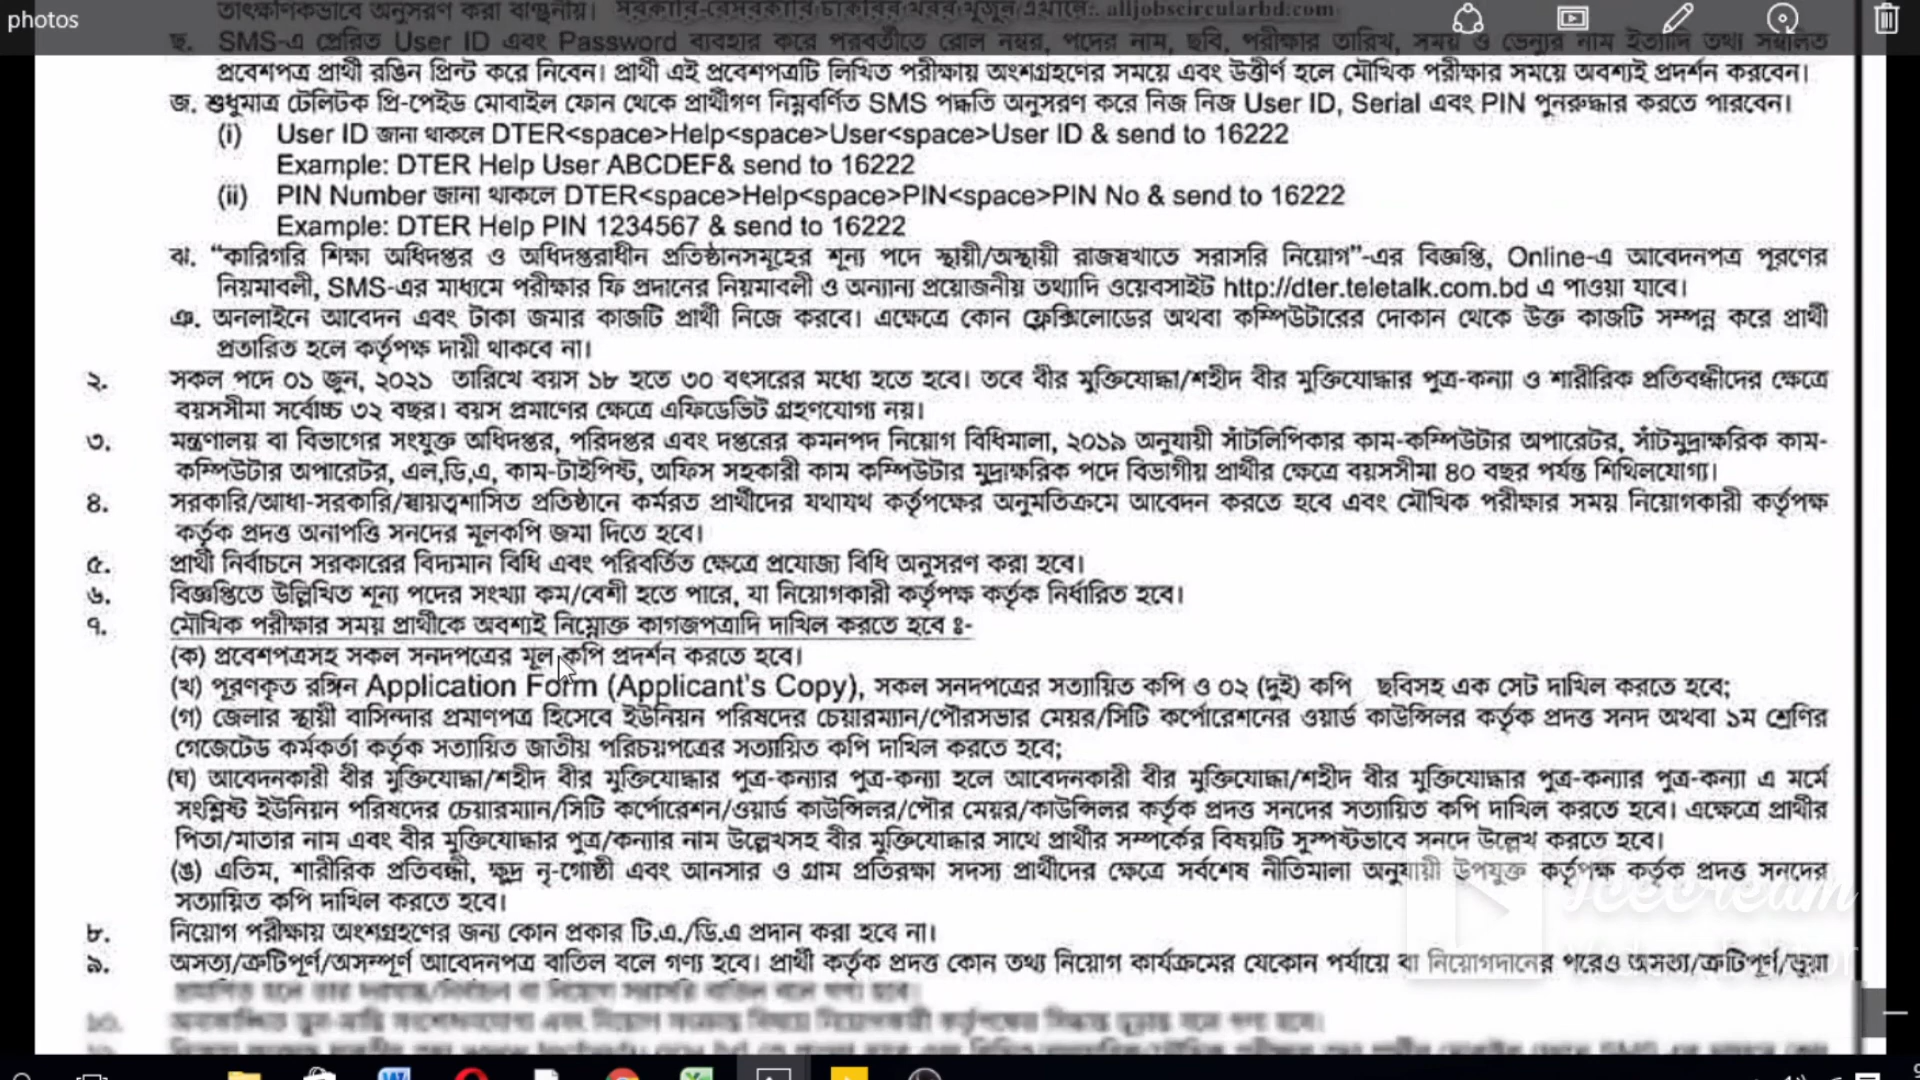 photos
তাৎক্ষণিকভাবে অনুসরণ করা বাঞ্ছনীয়। alljobscircularbd.com
ছ. SMS-এ প্রেরিত User ID এবং Password ব্যবহার করে পরবর্তীতে রোল নম্বর, পদের নাম, ছবি, পরীক্ষার তারিখ, সময় ও ভেন্যুর নাম ইত্যাদি তথ্য সম্বলিত
প্রবেশপত্র প্রার্থী রঙিন প্রিন্ট করে নিবেন। প্রার্থী এই প্রবেশপত্রটি লিখিত পরীক্ষায় অংশগ্রহণের সময়ে এবং উত্তীর্ণ হলে মৌখিক পরীক্ষার সময়ে অবশ্যই প্রদর্শন করবেন।
জ. শুধুমাত্র টেলিটক প্রি-পেইড মোবাইল ফোন থেকে প্রার্থীগণ নিম্নবর্ণিত SMS পদ্ধতি অনুসরণ করে নিজ নিজ User ID, Serial এবং PIN পুনরুদ্ধার করতে পারবেন।
(i) User ID জানা থাকলে DTER<space>Help<space>User<space>User ID & send to 16222
Example: DTER Help User ABCDEF& send to 16222
(ii) PIN Number জানা থাকলে DTER<space>Help<space>PIN<space>PIN No & send to 16222
Example: DTER Help PIN 1234567 & send to 16222
ঝ. “কারিগরি শিক্ষা অধিদপ্তর ও অধিদপ্তরাধীন প্রতিষ্ঠানসমূহের শূন্য পদে স্থায়ী/অস্থায়ী রাজস্বখাতে সরাসরি নিয়োগ”-এর বিজ্ঞপ্তি, Online-এ আবেদনপত্র পূরণের
নিয়মাবলী, SMS-এর মাধ্যমে পরীক্ষার ফি প্রদানের নিয়মাবলী ও অন্যান্য প্রয়োজনীয় তথ্যাদি ওয়েবসাইট http://dter.teletalk.com.bd এ পাওয়া যাবে।
ঞ. অনলাইনে আবেদন এবং টাকা জমার কাজটি প্রার্থী নিজে করবে। এক্ষেত্রে কোন ফ্লেক্সিলোডের অথবা কম্পিউটারের দোকান থেকে উক্ত কাজটি সম্পন্ন করে প্রার্থী
প্রতারিত হলে কর্তৃপক্ষ দায়ী থাকবে না।
২. সকল পদে ০১ জুন, ২০২১ তারিখে বয়স ১৮ হতে ৩০ বৎসরের মধ্যে হতে হবে। তবে বীর মুক্তিযোদ্ধা/শহীদ বীর মুক্তিযোদ্ধার পুত্র-কন্যা ও শারীরিক প্রতিবন্ধীদের ক্ষেত্রে
বয়সসীমা সর্বোচ্চ ৩২ বছর। বয়স প্রমাণের ক্ষেত্রে এফিডেভিট গ্রহণযোগ্য নয়।
৩. মন্ত্রণালয় বা বিভাগের সংযুক্ত অধিদপ্তর, পরিদপ্তর এবং দপ্তরের কমনপদ নিয়োগ বিধিমালা, ২০১৯ অনুযায়ী সাঁটলিপিকার কাম-কম্পিউটার অপারেটর, সাঁটমুদ্রাক্ষরিক কাম-
কম্পিউটার অপারেটর, এল,ডি,এ, কাম-টাইপিস্ট, অফিস সহকারী কাম কম্পিউটার মুদ্রাক্ষরিক পদে বিভাগীয় প্রার্থীর ক্ষেত্রে বয়সসীমা ৪০ বছর পর্যন্ত শিথিলযোগ্য।
৪. সরকারি/আধা-সরকারি/স্বায়ত্বশাসিত প্রতিষ্ঠানে কর্মরত প্রার্থীদের যথাযথ কর্তৃপক্ষের অনুমতিক্রমে আবেদন করতে হবে এবং মৌখিক পরীক্ষার সময় নিয়োগকারী কর্তৃপক্ষ
কর্তৃক প্রদত্ত অনাপত্তি সনদের মূলকপি জমা দিতে হবে।
৫. প্রার্থী নির্বাচনে সরকারের বিদ্যমান বিধি এবং পরিবর্তিত ক্ষেত্রে প্রযোজ্য বিধি অনুসরণ করা হবে।
৬. বিজ্ঞপ্তিতে উল্লিখিত শূন্য পদের সংখ্যা কম/বেশী হতে পারে, যা নিয়োগকারী কর্তৃপক্ষ কর্তৃক নির্ধারিত হবে।
৭. মৌখিক পরীক্ষার সময় প্রার্থীকে অবশ্যই নিম্নোক্ত কাগজপত্রাদি দাখিল করতে হবে ঃ-
(ক) প্রবেশপত্রসহ সকল সনদপত্রের মূল কপি প্রদর্শন করতে হবে।
(খ) পূরণকৃত রঙ্গিন Application Form (Applicant's Copy), সকল সনদপত্রের সত্যায়িত কপি ও ০২ (দুই) কপি ছবিসহ এক সেট দাখিল করতে হবে;
(গ) জেলার স্থায়ী বাসিন্দার প্রমাণপত্র হিসেবে ইউনিয়ন পরিষদের চেয়ারম্যান/পৌরসভার মেয়র/সিটি কর্পোরেশনের ওয়ার্ড কাউন্সিলর কর্তৃক প্রদত্ত সনদ অথবা ১ম শ্রেণির
গেজেটেড কর্মকর্তা কর্তৃক সত্যায়িত জাতীয় পরিচয়পত্রের সত্যায়িত কপি দাখিল করতে হবে;
(ঘ) আবেদনকারী বীর মুক্তিযোদ্ধা/শহীদ বীর মুক্তিযোদ্ধার পুত্র-কন্যার পুত্র-কন্যা হলে আবেদনকারী বীর মুক্তিযোদ্ধা/শহীদ বীর মুক্তিযোদ্ধার পুত্র-কন্যার পুত্র-কন্যা এ মর্মে
সংশ্লিষ্ট ইউনিয়ন পরিষদের চেয়ারম্যান/সিটি কর্পোরেশন/ওয়ার্ড কাউন্সিলর/পৌর মেয়র/কাউন্সিলর কর্তৃক প্রদত্ত সনদের সত্যায়িত কপি দাখিল করতে হবে। এক্ষেত্রে প্রার্থীর
পিতা/মাতার নাম এবং বীর মুক্তিযোদ্ধার পুত্র/কন্যার নাম উল্লেখসহ বীর মুক্তিযোদ্ধার সাথে প্রার্থীর সম্পর্কের বিষয়টি সুস্পষ্টভাবে সনদে উল্লেখ করতে হবে।
(ঙ) এতিম, শারীরিক প্রতিবন্ধী, ক্ষুদ্র নৃ-গোষ্ঠী এবং আনসার ও গ্রাম প্রতিরক্ষা সদস্য প্রার্থীদের ক্ষেত্রে সর্বশেষ নীতিমালা অনুযায়ী উপযুক্ত কর্তৃপক্ষ কর্তৃক প্রদত্ত সনদের
সত্যায়িত কপি দাখিল করতে হবে।
৮. নিয়োগ পরীক্ষায় অংশগ্রহণের জন্য কোন প্রকার টি.এ./ডি.এ প্রদান করা হবে না।
৯. অসত্য/ত্রুটিপূর্ণ/অসম্পূর্ণ আবেদনপত্র বাতিল বলে গণ্য হবে। প্রার্থী কর্তৃক প্রদত্ত কোন তথ্য নিয়োগ কার্যক্রমের যেকোন পর্যায়ে বা নিয়োগদানের পরেও অসত্য/ত্রুটিপূর্ণ/ভুয়া
১০.